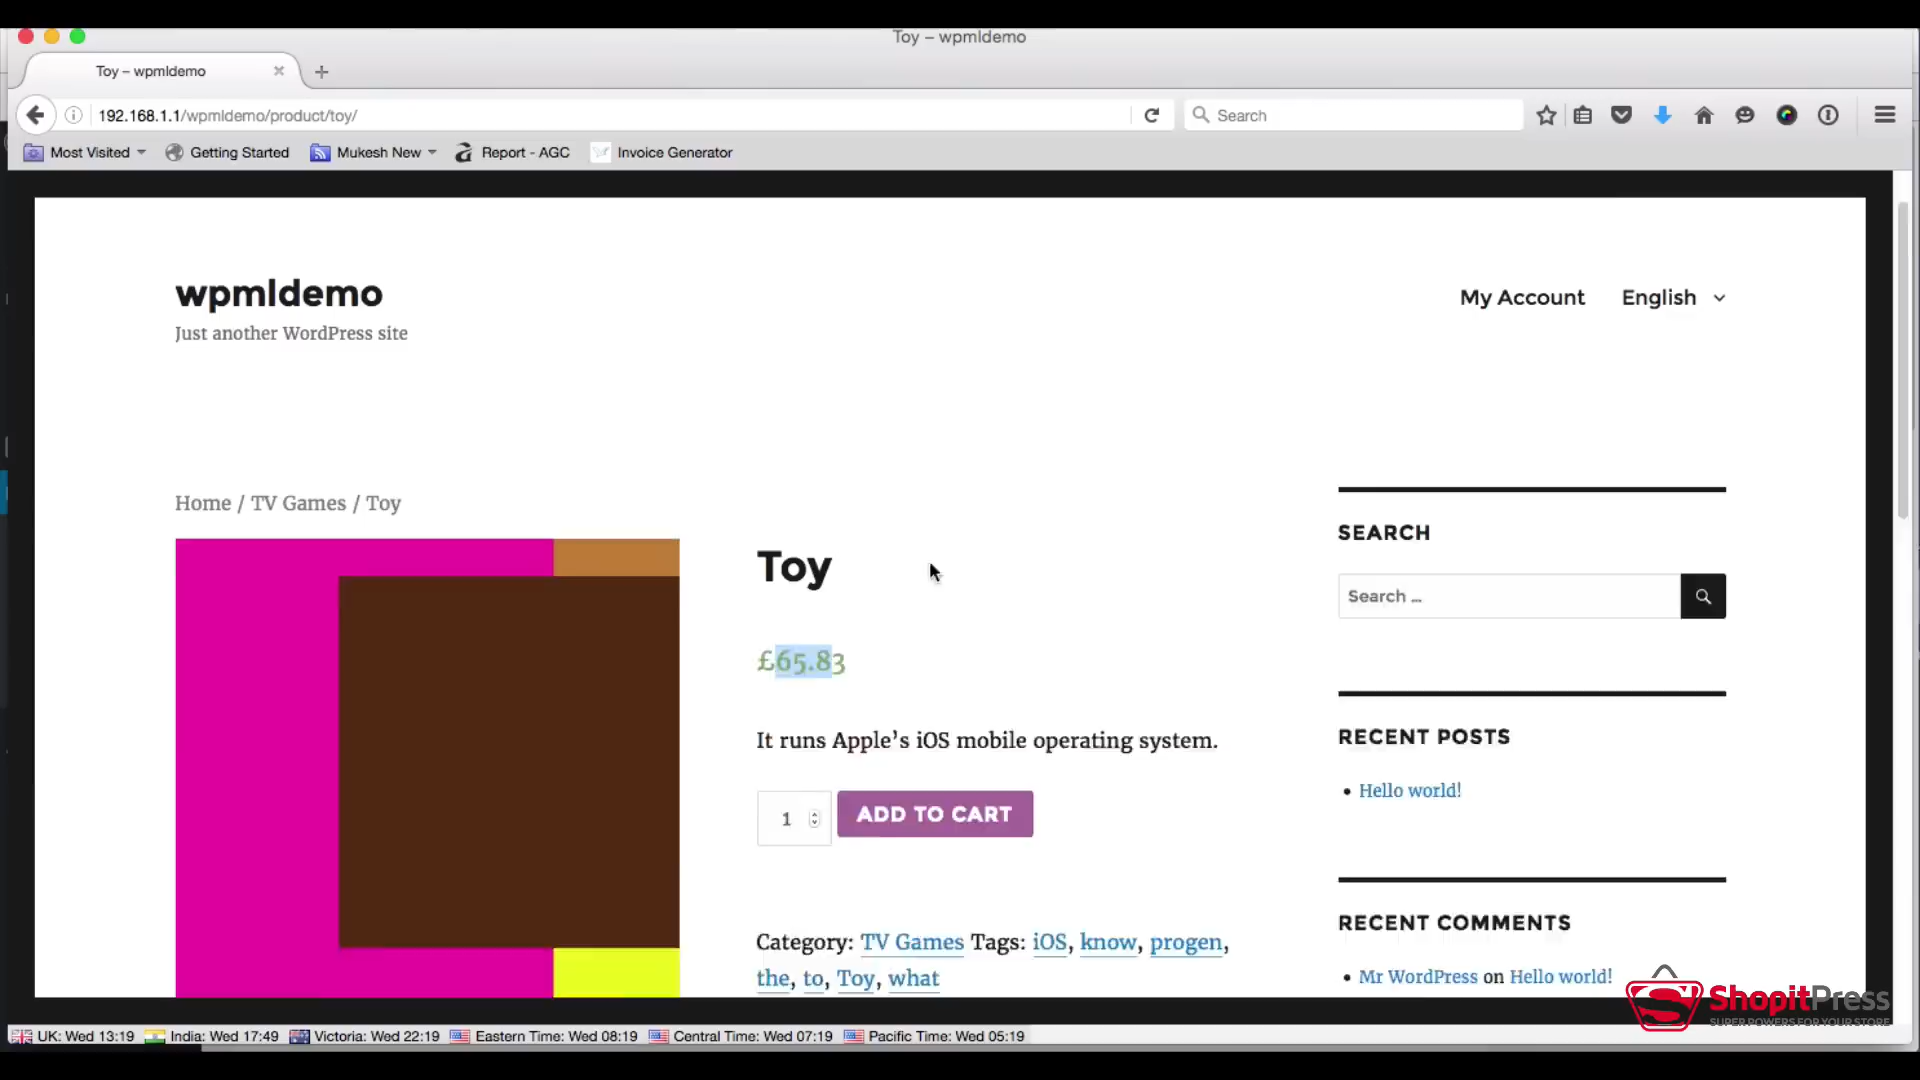 Toy – wpmldemo
Toy – wpmldemo
192.168.1.1/wpmldemo/product/toy/
Search
Most Visited
Getting Started
Mukesh New
Report - AGC
Invoice Generator
wpmldemo
Just another WordPress site
My Account
English
Home / TV Games / Toy
Toy
£65.83
It runs Apple’s iOS mobile operating system.
1
ADD TO CART
Category: TV Games Tags: iOS, know, progen,
the, to, Toy, what
SEARCH
Search …
RECENT POSTS
Hello world!
RECENT COMMENTS
Mr WordPress on Hello world!
ShopitPress
SUPER POWERS FOR YOUR STORE
UK: Wed 13:19
India: Wed 17:49
Victoria: Wed 22:19
Eastern Time: Wed 08:19
Central Time: Wed 07:19
Pacific Time: Wed 05:19